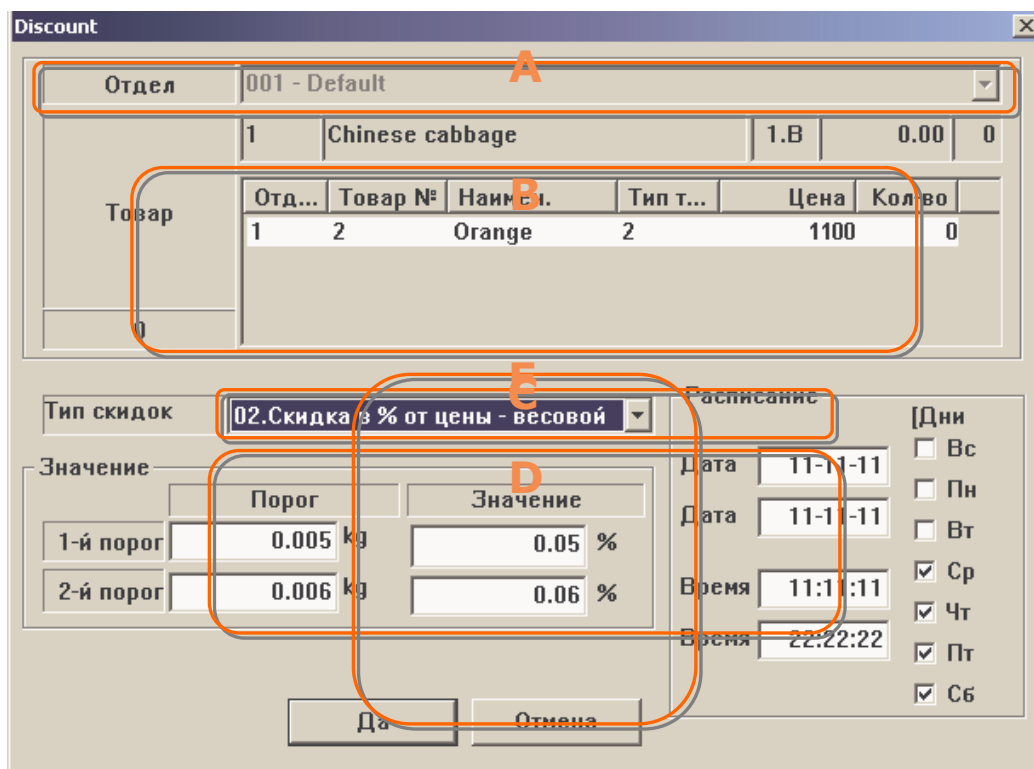 Discount
A
Отдел 001 - Default
1 Chinese cabbage 1.В 0.00 0
B
Товар
Отд... Товар № Наимен. Тип т... Цена Кол-во
1 2 Orange 2 1100 0
0
E
C
Тип скидок 02.Скидка в % от цены - весовой
Расписание
[Дни
Значение
D
Порог Значение
1-й порог 0.005 kg 0.05 %
2-й порог 0.006 kg 0.06 %
Дата 11-11-11
Дата 11-11-11
Время 11:11:11
Время 22:22:22
Вс
Пн
Вт
Ср
Чт
Пт
Сб
Да Отмена